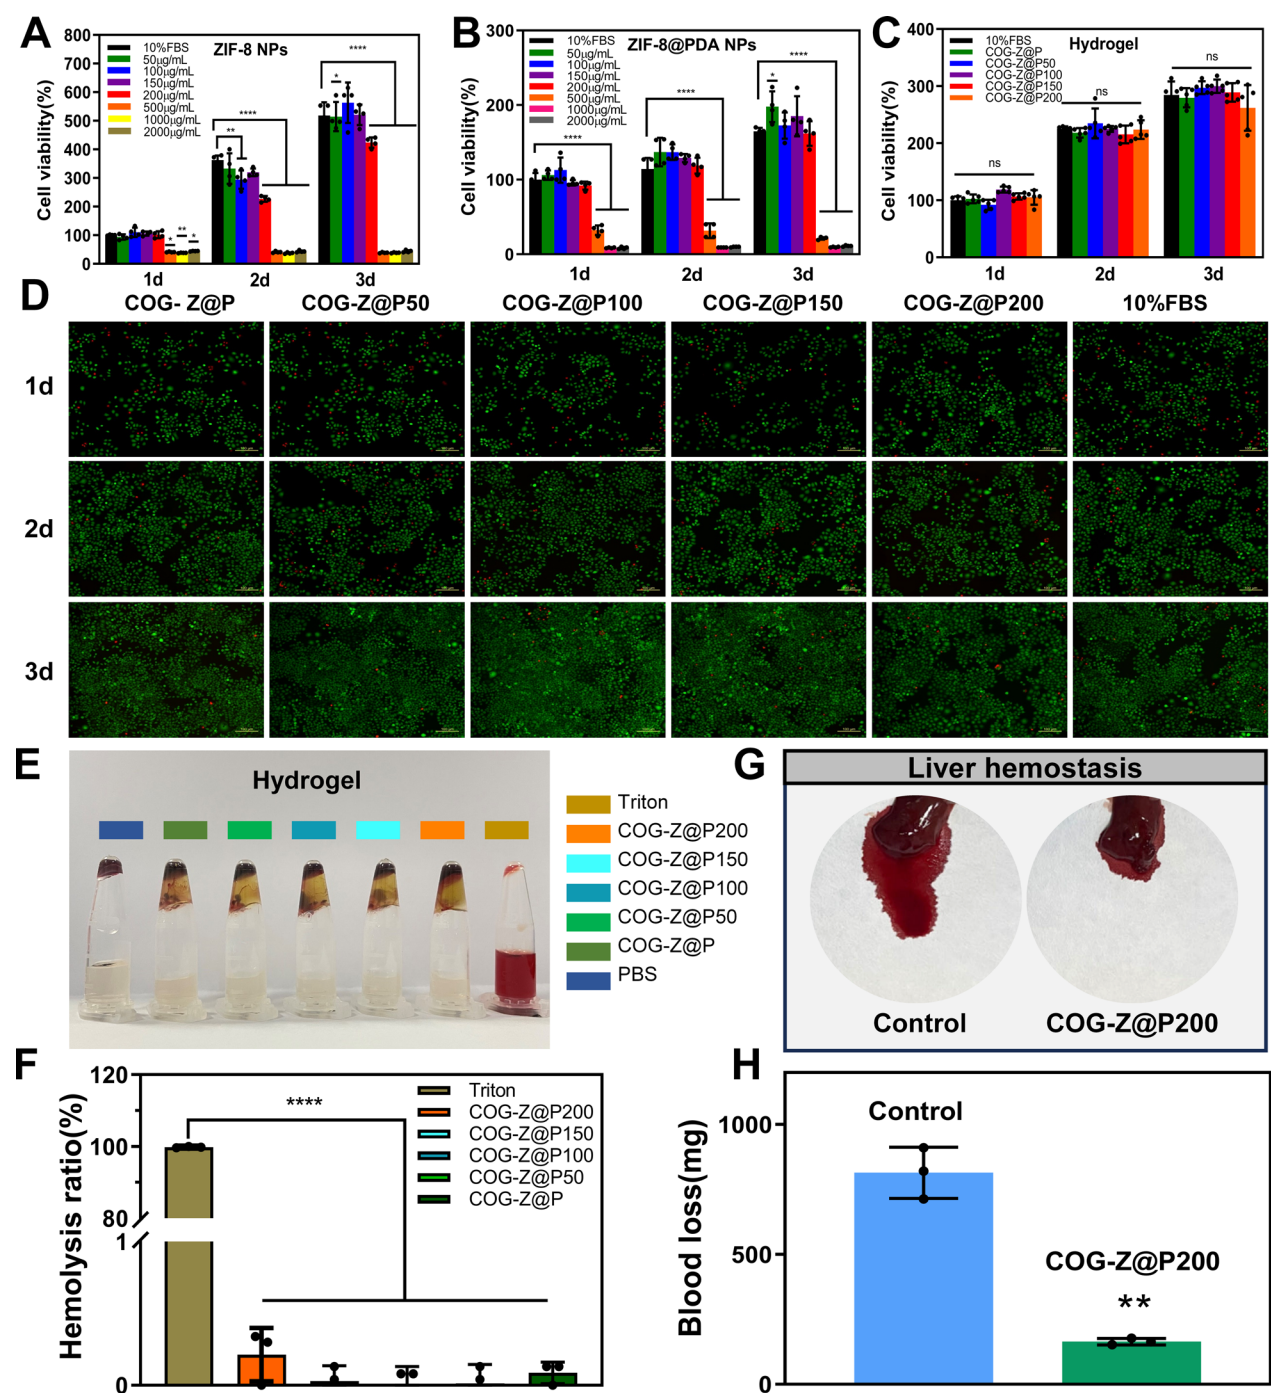 A
ZIF-8 NPs
Cell viability(%)
800
700
600
500
400
300
200
100
0
10%FBS
50μg/mL
100μg/mL
150μg/mL
200μg/mL
500μg/mL
1000μg/mL
2000μg/mL
*
**
*
**
****
*
****
1d
2d
3d
B
ZIF-8@PDA NPs
Cell viability(%)
300
200
100
0
10%FBS
50μg/mL
100μg/mL
150μg/mL
200μg/mL
500μg/mL
1000μg/mL
2000μg/mL
****
****
*
****
1d
2d
3d
C
Hydrogel
Cell viability(%)
400
300
200
100
0
10%FBS
COG-Z@P
COG-Z@P50
COG-Z@P100
COG-Z@P150
COG-Z@P200
ns
ns
ns
1d
2d
3d
D
COG- Z@P
COG-Z@P50
COG-Z@P100
COG-Z@P150
COG-Z@P200
10%FBS
1d
2d
3d
E
Hydrogel
Triton
COG-Z@P200
COG-Z@P150
COG-Z@P100
COG-Z@P50
COG-Z@P
PBS
G
Liver hemostasis
Control
COG-Z@P200
F
Hemolysis ratio(%)
120
100
80
1
0
****
Triton
COG-Z@P200
COG-Z@P150
COG-Z@P100
COG-Z@P50
COG-Z@P
H
Blood loss(mg)
1000
500
0
Control
COG-Z@P200
**